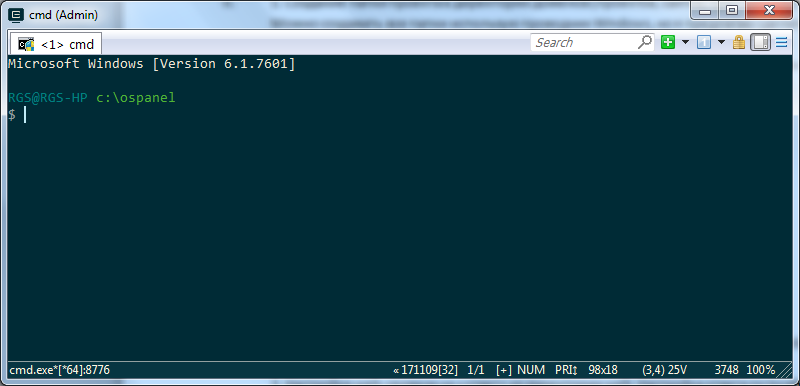 cmd (Admin)
<1> cmd
Search
Microsoft Windows [Version 6.1.7601]
RGS@RGS-HP c:\ospanel
$
cmd.exe*[*64]:8776 «171109[32] 1/1 [+] NUM PRI↕ 98x18 (3,4) 25V 3748 100%